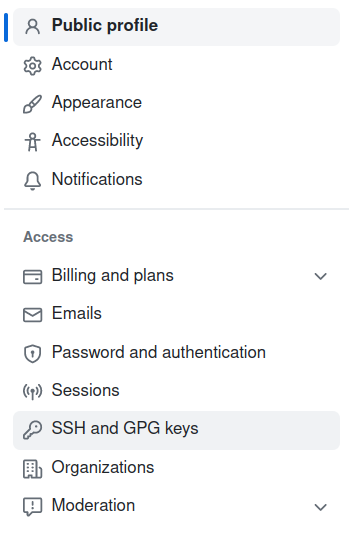 Public profile
Account
Appearance
Accessibility
Notifications
Access
Billing and plans
Emails
Password and authentication
Sessions
SSH and GPG keys
Organizations
Moderation